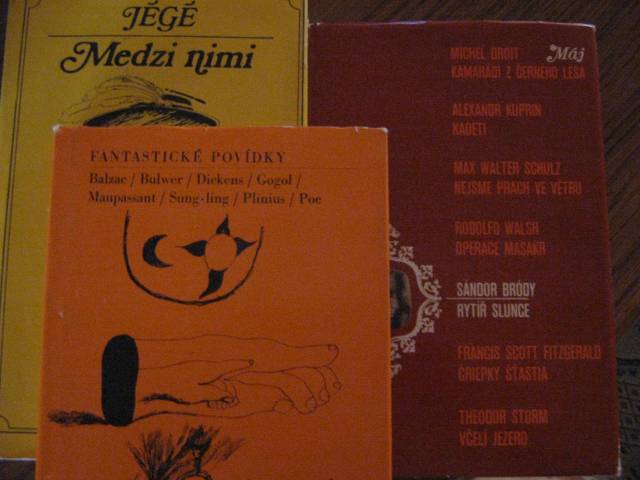 JÉGÉ
Medzi nimi
FANTASTICKÉ POVÍDKY
Balzac / Bulwer / Dickens / Gogol /
Maupassant / Sung-ling / Plinius / Poe
Máj
MICHEL DROIT
KAMARÁDI Z ČERNÉHO LESA
ALEXANDR KUPRIN
KADETI
MAX WALTER SCHULZ
NEJSME PRACH VE VĚTRU
RODOLFO WALSH
OPERACE MASAKR
SÁNDOR BRÓDY
RYTÍŘ SLUNCE
FRANCIS SCOTT FITZGERALD
ČRIEPKY ŠŤASTIA
THEODOR STORM
VČELÍ JEZERO